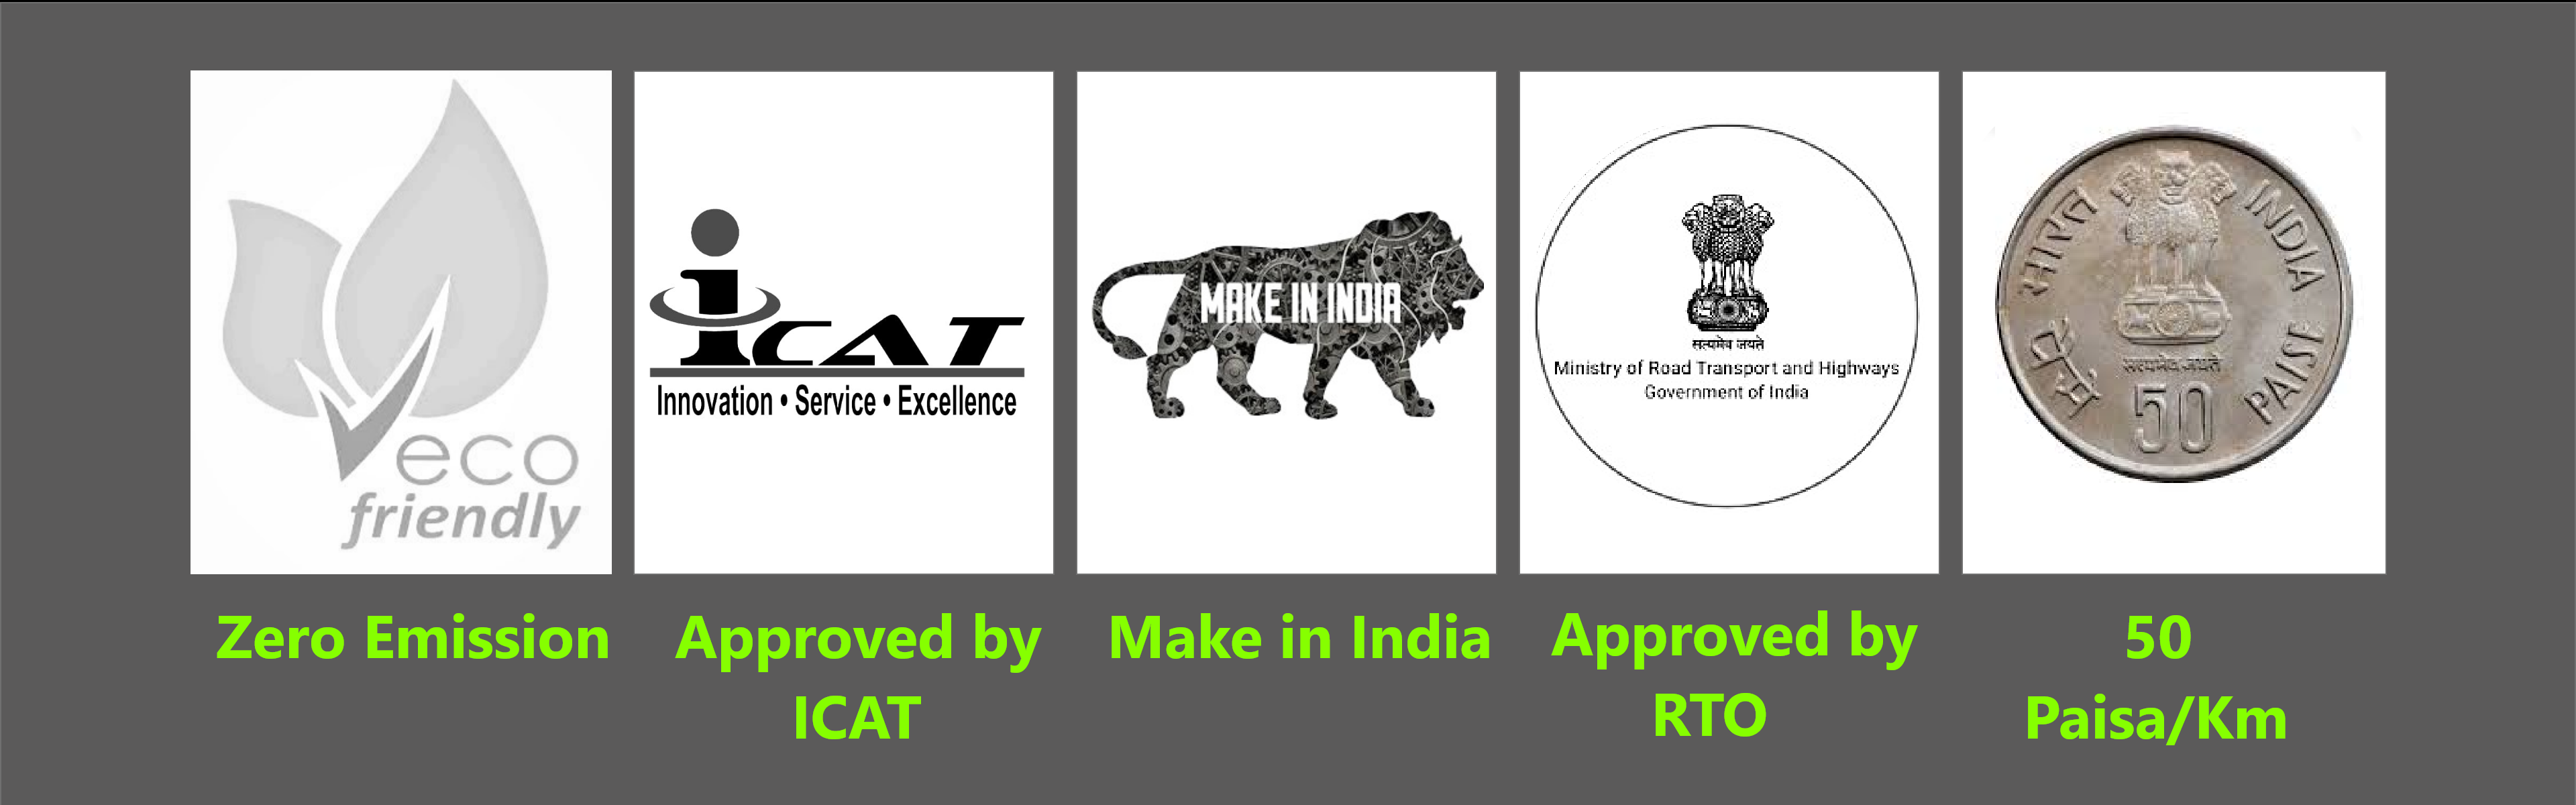 eco
friendly
icat
Innovation • Service • Excellence
MAKE IN INDIA
सत्यमेव जयते
Ministry of Road Transport and Highways
Government of India
भारत
INDIA
पैसे
PAISE
सत्यमेव जयते
50
Zero Emission
Approved by
ICAT
Make in India
Approved by
RTO
50
Paisa/Km